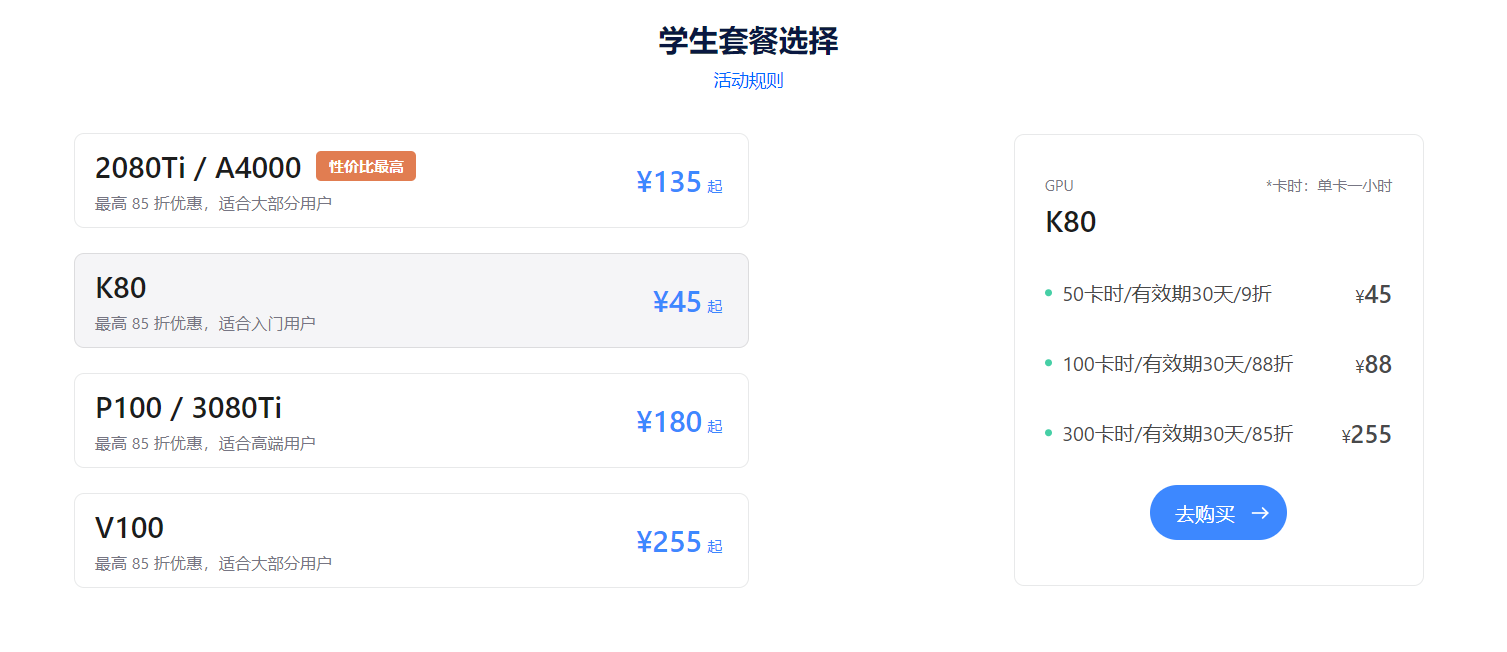 学生套餐选择
活动规则
2080Ti / A4000 性价比最高
最高 85 折优惠，适合大部分用户
¥135 起
K80
最高 85 折优惠，适合入门用户
¥45 起
P100 / 3080Ti
最高 85 折优惠，适合高端用户
¥180 起
V100
最高 85 折优惠，适合大部分用户
¥255 起
GPU *卡时：单卡一小时
K80
50卡时/有效期30天/9折 ¥45
100卡时/有效期30天/88折 ¥88
300卡时/有效期30天/85折 ¥255
去购买 →